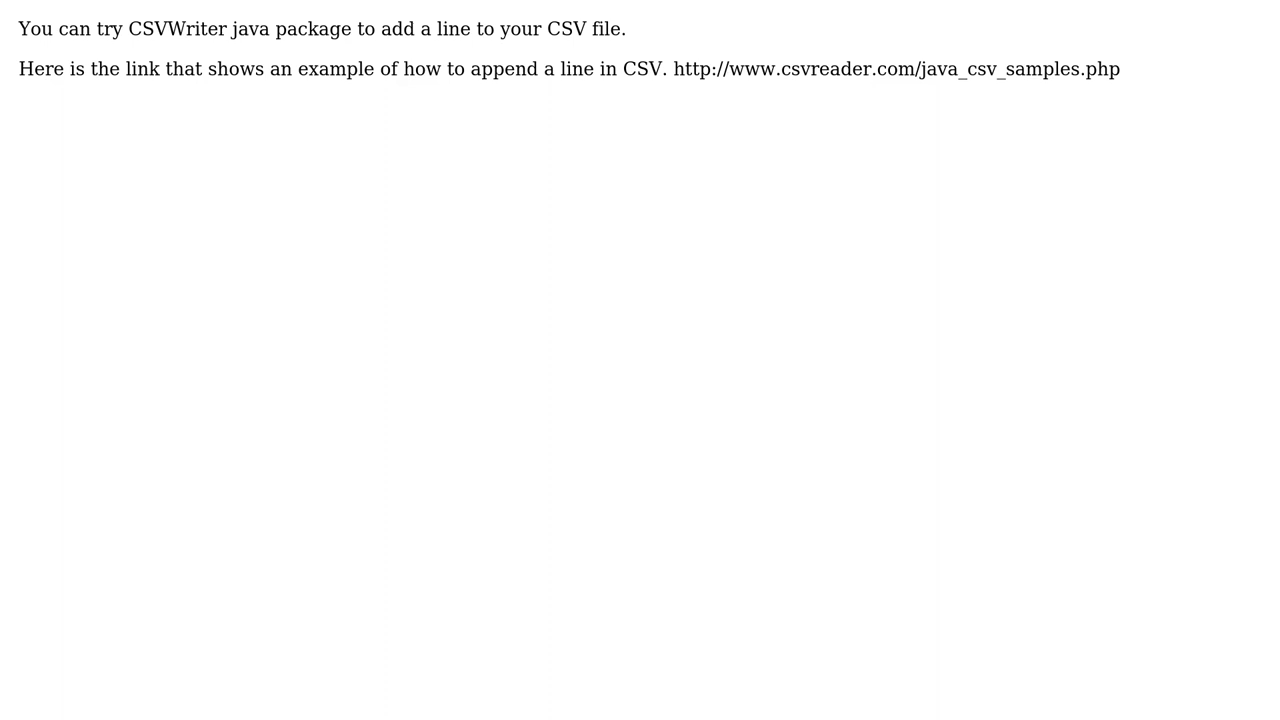 You can try CSVWriter java package to add a line to your CSV file.
Here is the link that shows an example of how to append a line in CSV. http://www.csvreader.com/java_csv_samples.php